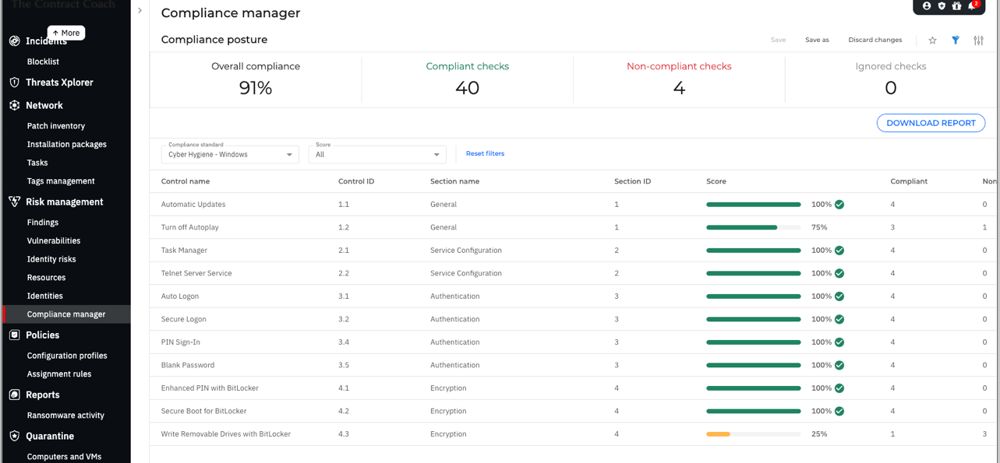 The Contract Coach
↑ More
Incidents
Blocklist
Threats Xplorer
Network
Patch inventory
Installation packages
Tasks
Tags management
Risk management
Findings
Vulnerabilities
Identity risks
Resources
Identities
Compliance manager
Policies
Configuration profiles
Assignment rules
Reports
Ransomware activity
Quarantine
Computers and VMs
Compliance manager
2
Compliance posture
Save Save as Discard changes
Overall compliance Compliant checks Non-compliant checks Ignored checks
91% 40 4 0
DOWNLOAD REPORT
Compliance standard Score
Cyber Hygiene - Windows All Reset filters
Control name Control ID Section name Section ID Score Compliant Non
Automatic Updates 1.1 General 1 100% 4 0
Turn off Autoplay 1.2 General 1 75% 3 1
Task Manager 2.1 Service Configuration 2 100% 4 0
Telnet Server Service 2.2 Service Configuration 2 100% 4 0
Auto Logon 3.1 Authentication 3 100% 4 0
Secure Logon 3.2 Authentication 3 100% 4 0
PIN Sign-In 3.4 Authentication 3 100% 4 0
Blank Password 3.5 Authentication 3 100% 4 0
Enhanced PIN with BitLocker 4.1 Encryption 4 100% 4 0
Secure Boot for BitLocker 4.2 Encryption 4 100% 4 0
Write Removable Drives with BitLocker 4.3 Encryption 4 25% 1 3